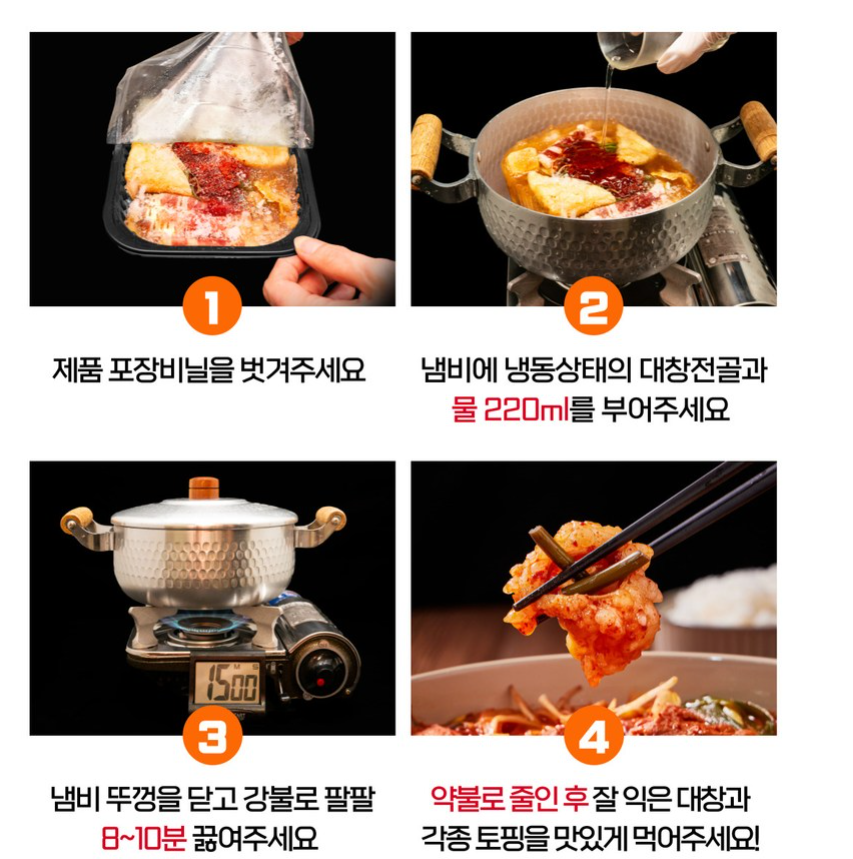 1
2
제품 포장비닐을 벗겨주세요
냄비에 냉동상태의 대창전골과
물 220ml를 부어주세요
1500
3
4
냄비 뚜껑을 닫고 강불로 팔팔
8~10분 끓여주세요
약불로 줄인 후 잘 익은 대창과
각종 토핑을 맛있게 먹어주세요!